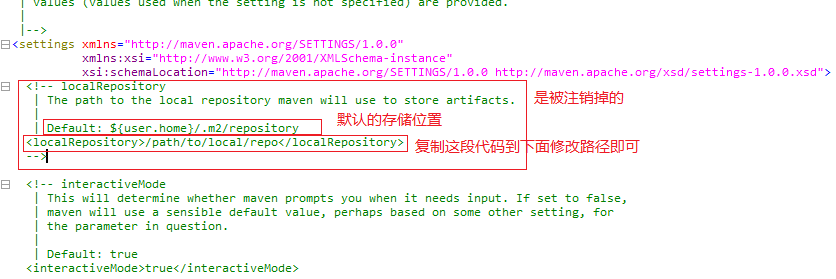 | values (values used when the setting is not specified) are provided.
|
|-->
<settings xmlns="http://maven.apache.org/SETTINGS/1.0.0"
xmlns:xsi="http://www.w3.org/2001/XMLSchema-instance"
xsi:schemaLocation="http://maven.apache.org/SETTINGS/1.0.0 http://maven.apache.org/xsd/settings-1.0.0.xsd">
<!-- localRepository
| The path to the local repository maven will use to store artifacts.
是被注销掉的
|
| Default: ${user.home}/.m2/repository
默认的存储位置
<localRepository>/path/to/local/repo</localRepository>
复制这段代码到下面修改路径即可
-->
<!-- interactiveMode
| This will determine whether maven prompts you when it needs input. If set to false,
| maven will use a sensible default value, perhaps based on some other setting, for
| the parameter in question.
|
| Default: true
<interactiveMode>true</interactiveMode>